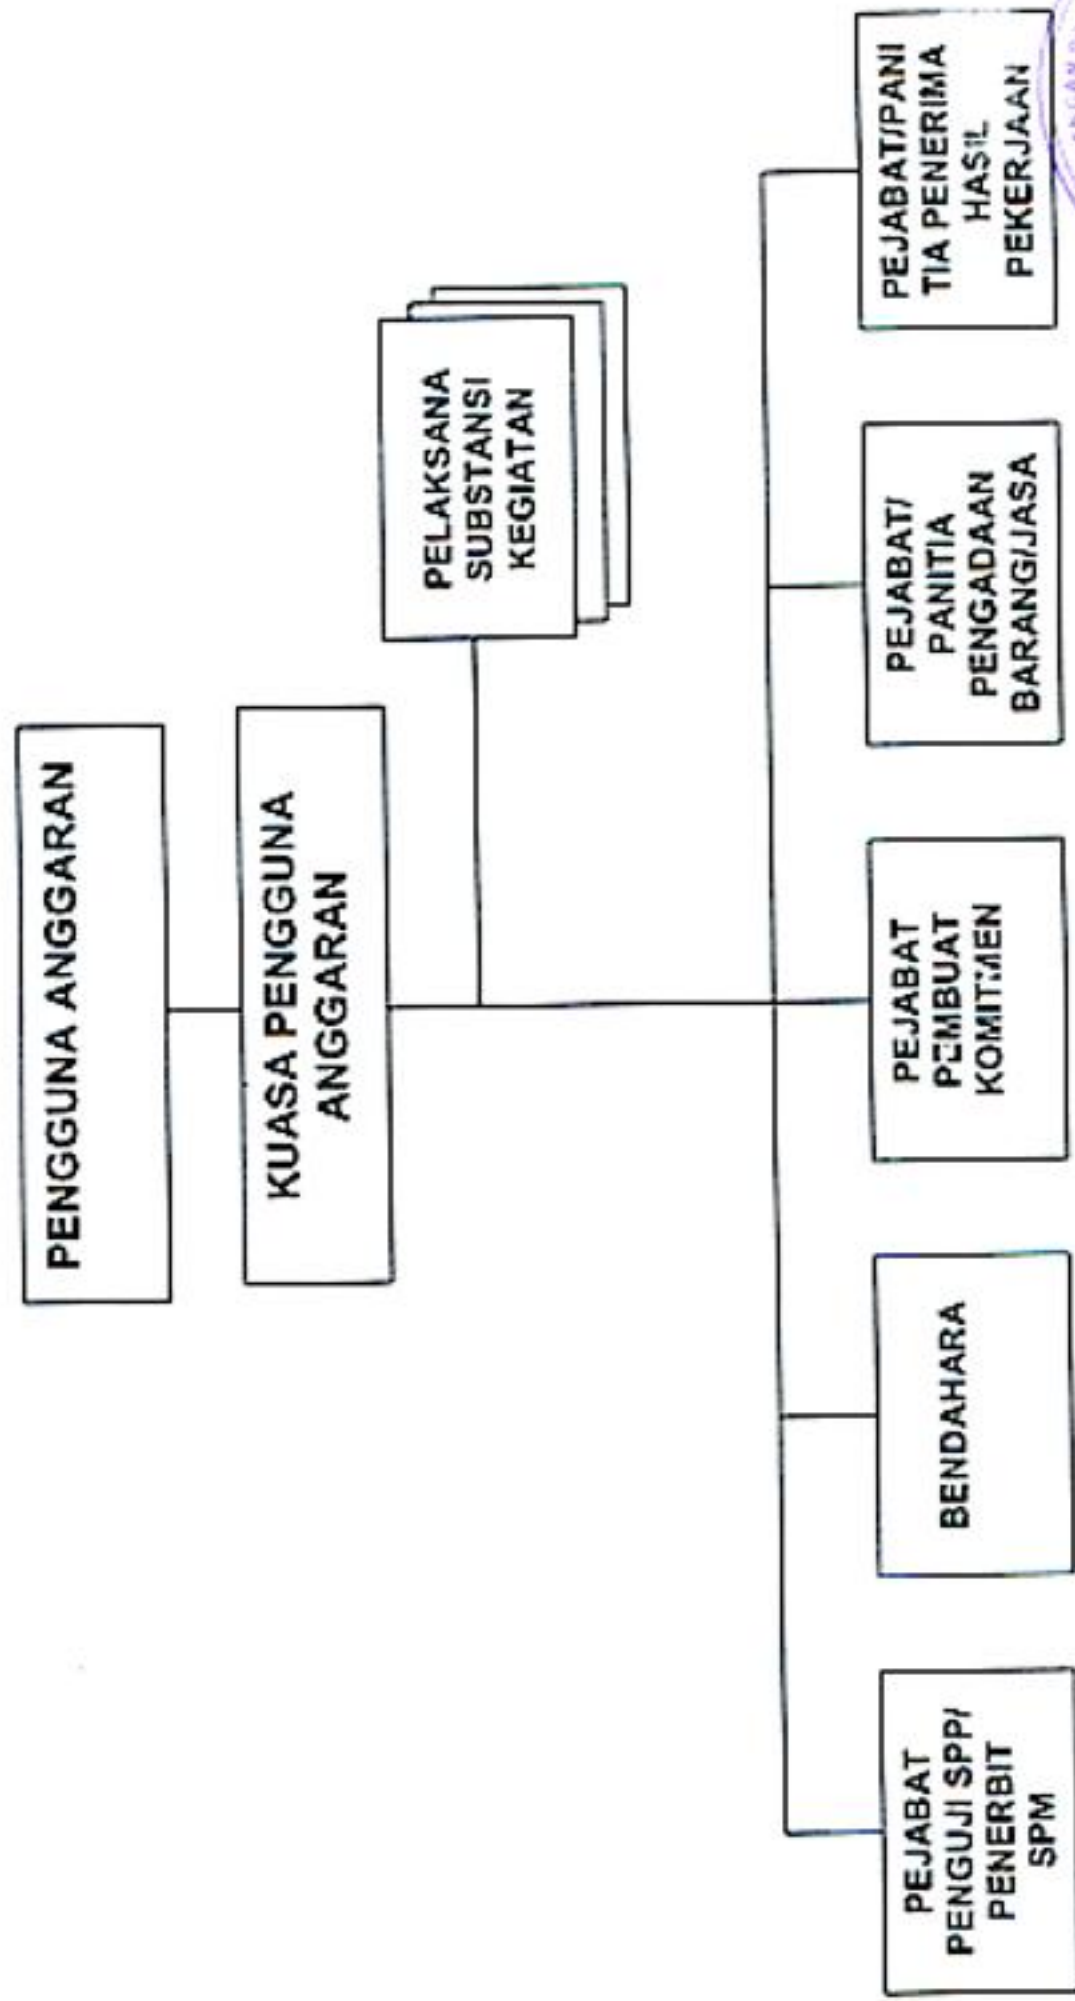 PENGGUNA ANGGARAN
KUASA PENGGUNA
ANGGARAN
PELAKSANA
SUBSTANSI
KEGIATAN
PEJABAT
PENGUJI SPP/
PENERBIT
SPM
BENDAHARA
PEJABAT
PEMBUAT
KOMITMEN
PEJABAT/
PANITIA
PENGADAAN
BARANG/JASA
PEJABAT/PANI
TIA PENERIMA
HASIL
PEKERJAAN